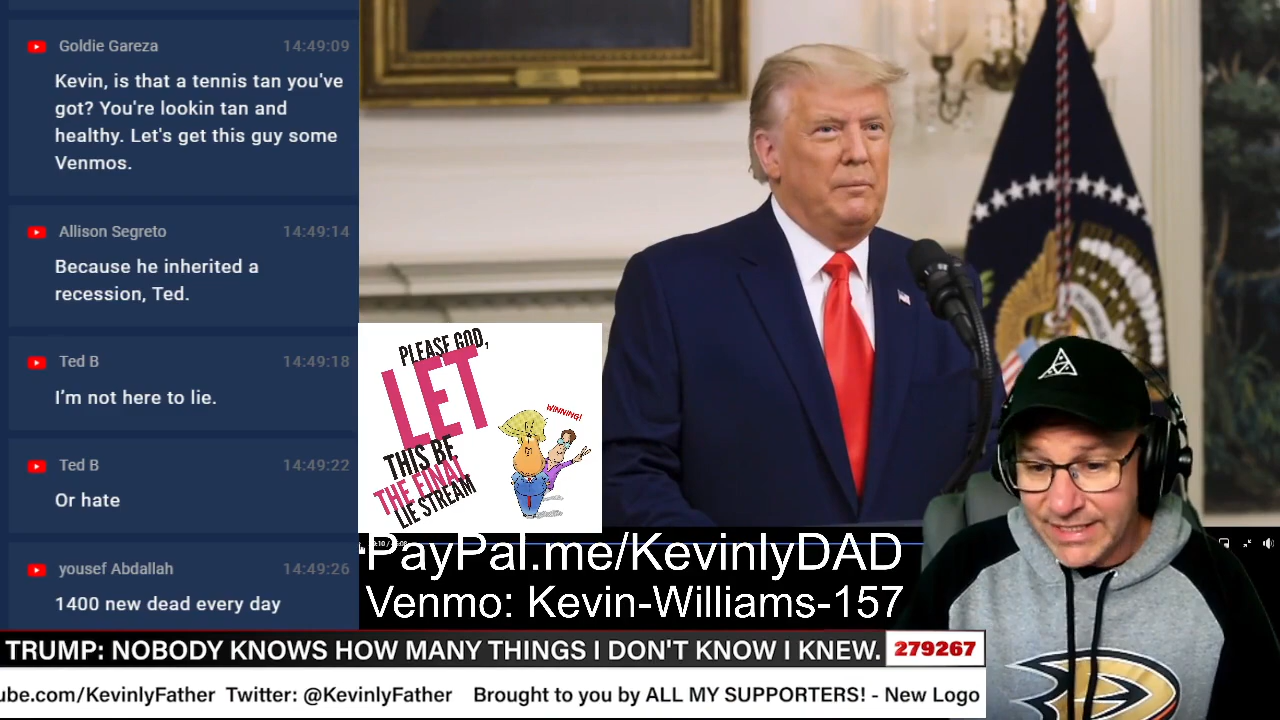 Goldie Gareza 14:49:09
Kevin, is that a tennis tan you've
got? You're lookin tan and
healthy. Let's get this guy some
Venmos.
Allison Segreto 14:49:14
Because he inherited a
recession, Ted.
Ted B 14:49:18
I'm not here to lie.
Ted B 14:49:22
Or hate
yousef Abdallah 14:49:26
1400 new dead every day
PLEASE GOD,
LET
THIS BE
THE FINAL
LIE STREAM
WINNING!
PayPal.me/KevinlyDAD
Venmo: Kevin-Williams-157
TRUMP: NOBODY KNOWS HOW MANY THINGS I DON'T KNOW I KNEW. 279267
ube.com/KevinlyFather Twitter: @KevinlyFather Brought to you by ALL MY SUPPORTERS! - New Logo